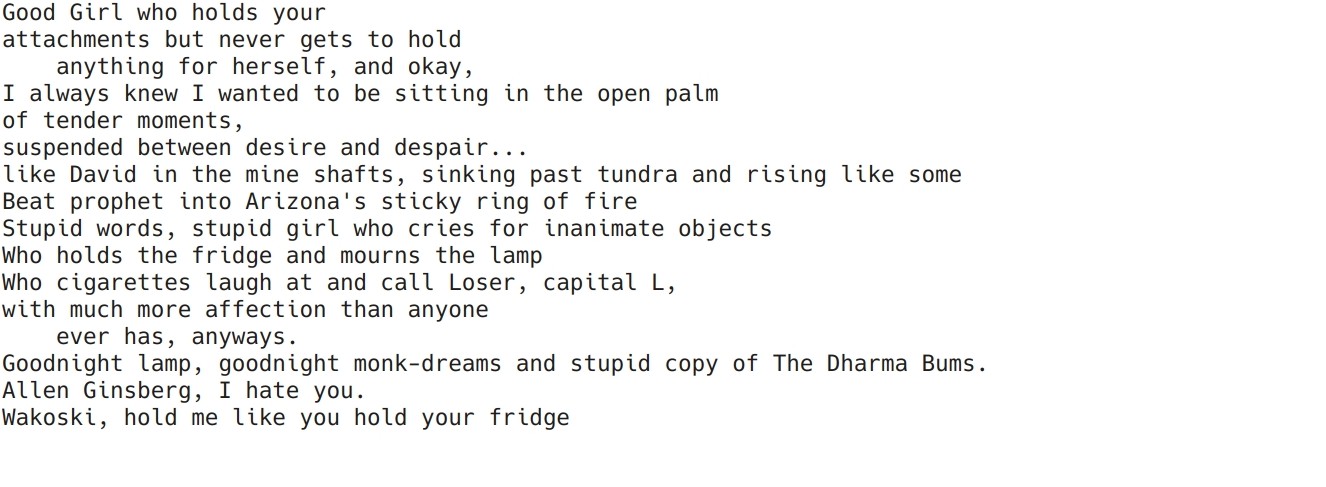 Good Girl who holds your
attachments but never gets to hold
    anything for herself, and okay,
I always knew I wanted to be sitting in the open palm
of tender moments,
suspended between desire and despair...
like David in the mine shafts, sinking past tundra and rising like some
Beat prophet into Arizona's sticky ring of fire
Stupid words, stupid girl who cries for inanimate objects
Who holds the fridge and mourns the lamp
Who cigarettes laugh at and call Loser, capital L,
with much more affection than anyone
    ever has, anyways.
Goodnight lamp, goodnight monk-dreams and stupid copy of The Dharma Bums.
Allen Ginsberg, I hate you.
Wakoski, hold me like you hold your fridge